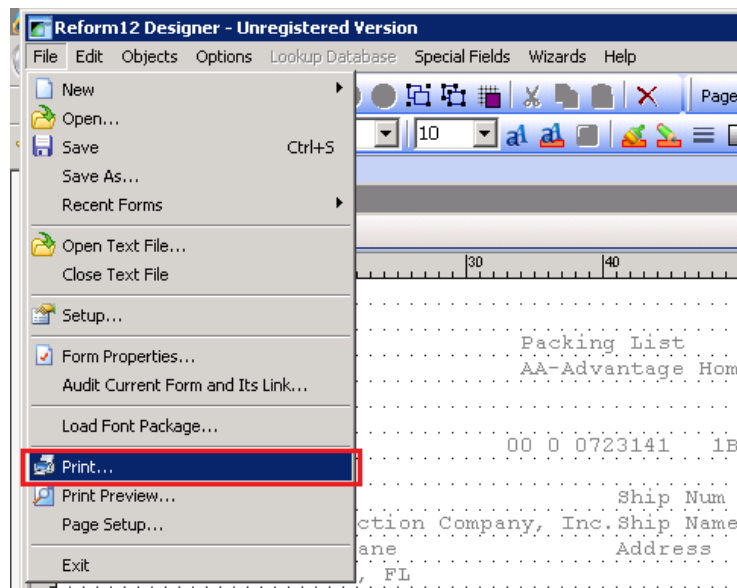 Reform12 Designer - Unregistered Version
File Edit Objects Options Lookup Database Special Fields Wizards Help
New
Page
Open...
10
Save Ctrl+S
Save As...
Recent Forms
Open Text File...
30 40
Close Text File
Setup...
Packing List
Form Properties...
AA-Advantage Hom
Audit Current Form and Its Link...
Load Font Package...
00 0 0723141 1B
Print...
Print Preview...
Ship Num
Page Setup...
ction Company, Inc. Ship Name
ane Address
Exit
, FL